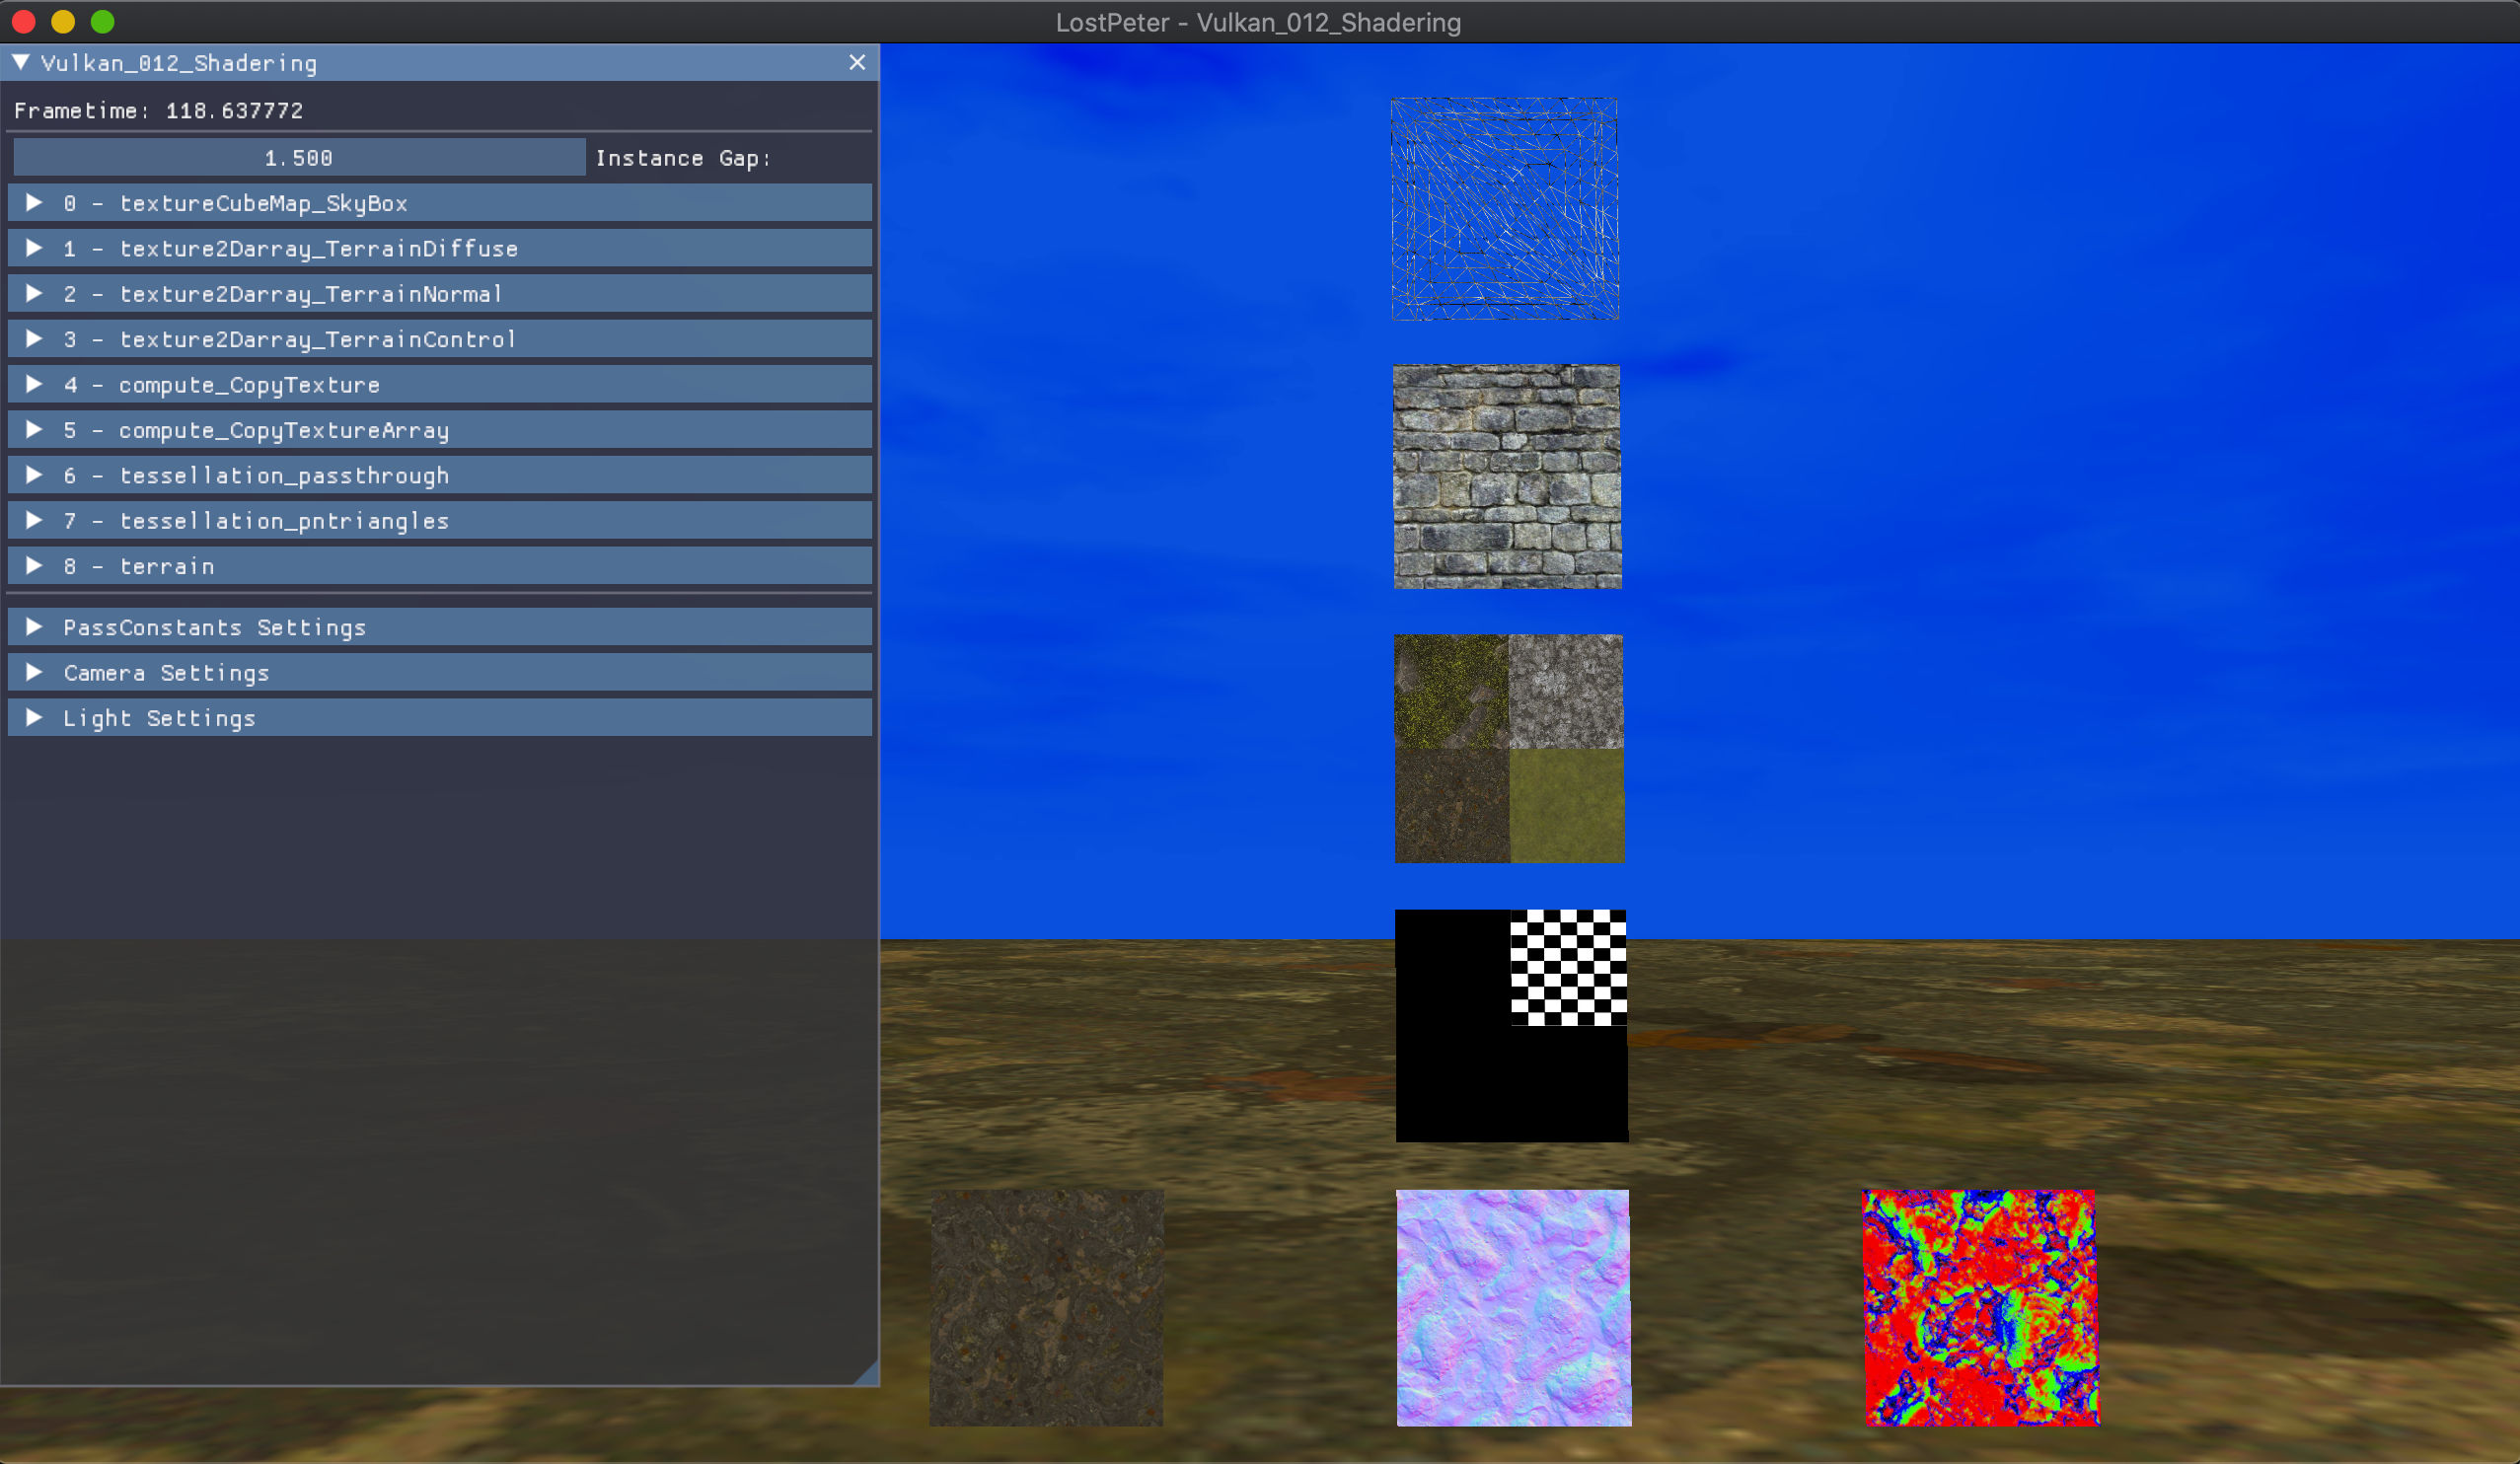 LostPeter - Vulkan_012_Shadering
Vulkan_012_Shadering
Frametime: 118.637772
1.500 Instance Gap:
0 - textureCubeMap_SkyBox
1 - texture2Darray_TerrainDiffuse
2 - texture2Darray_TerrainNormal
3 - texture2Darray_TerrainControl
4 - compute_CopyTexture
5 - compute_CopyTextureArray
6 - tessellation_passthrough
7 - tessellation_pntriangles
8 - terrain
PassConstants Settings
Camera Settings
Light Settings